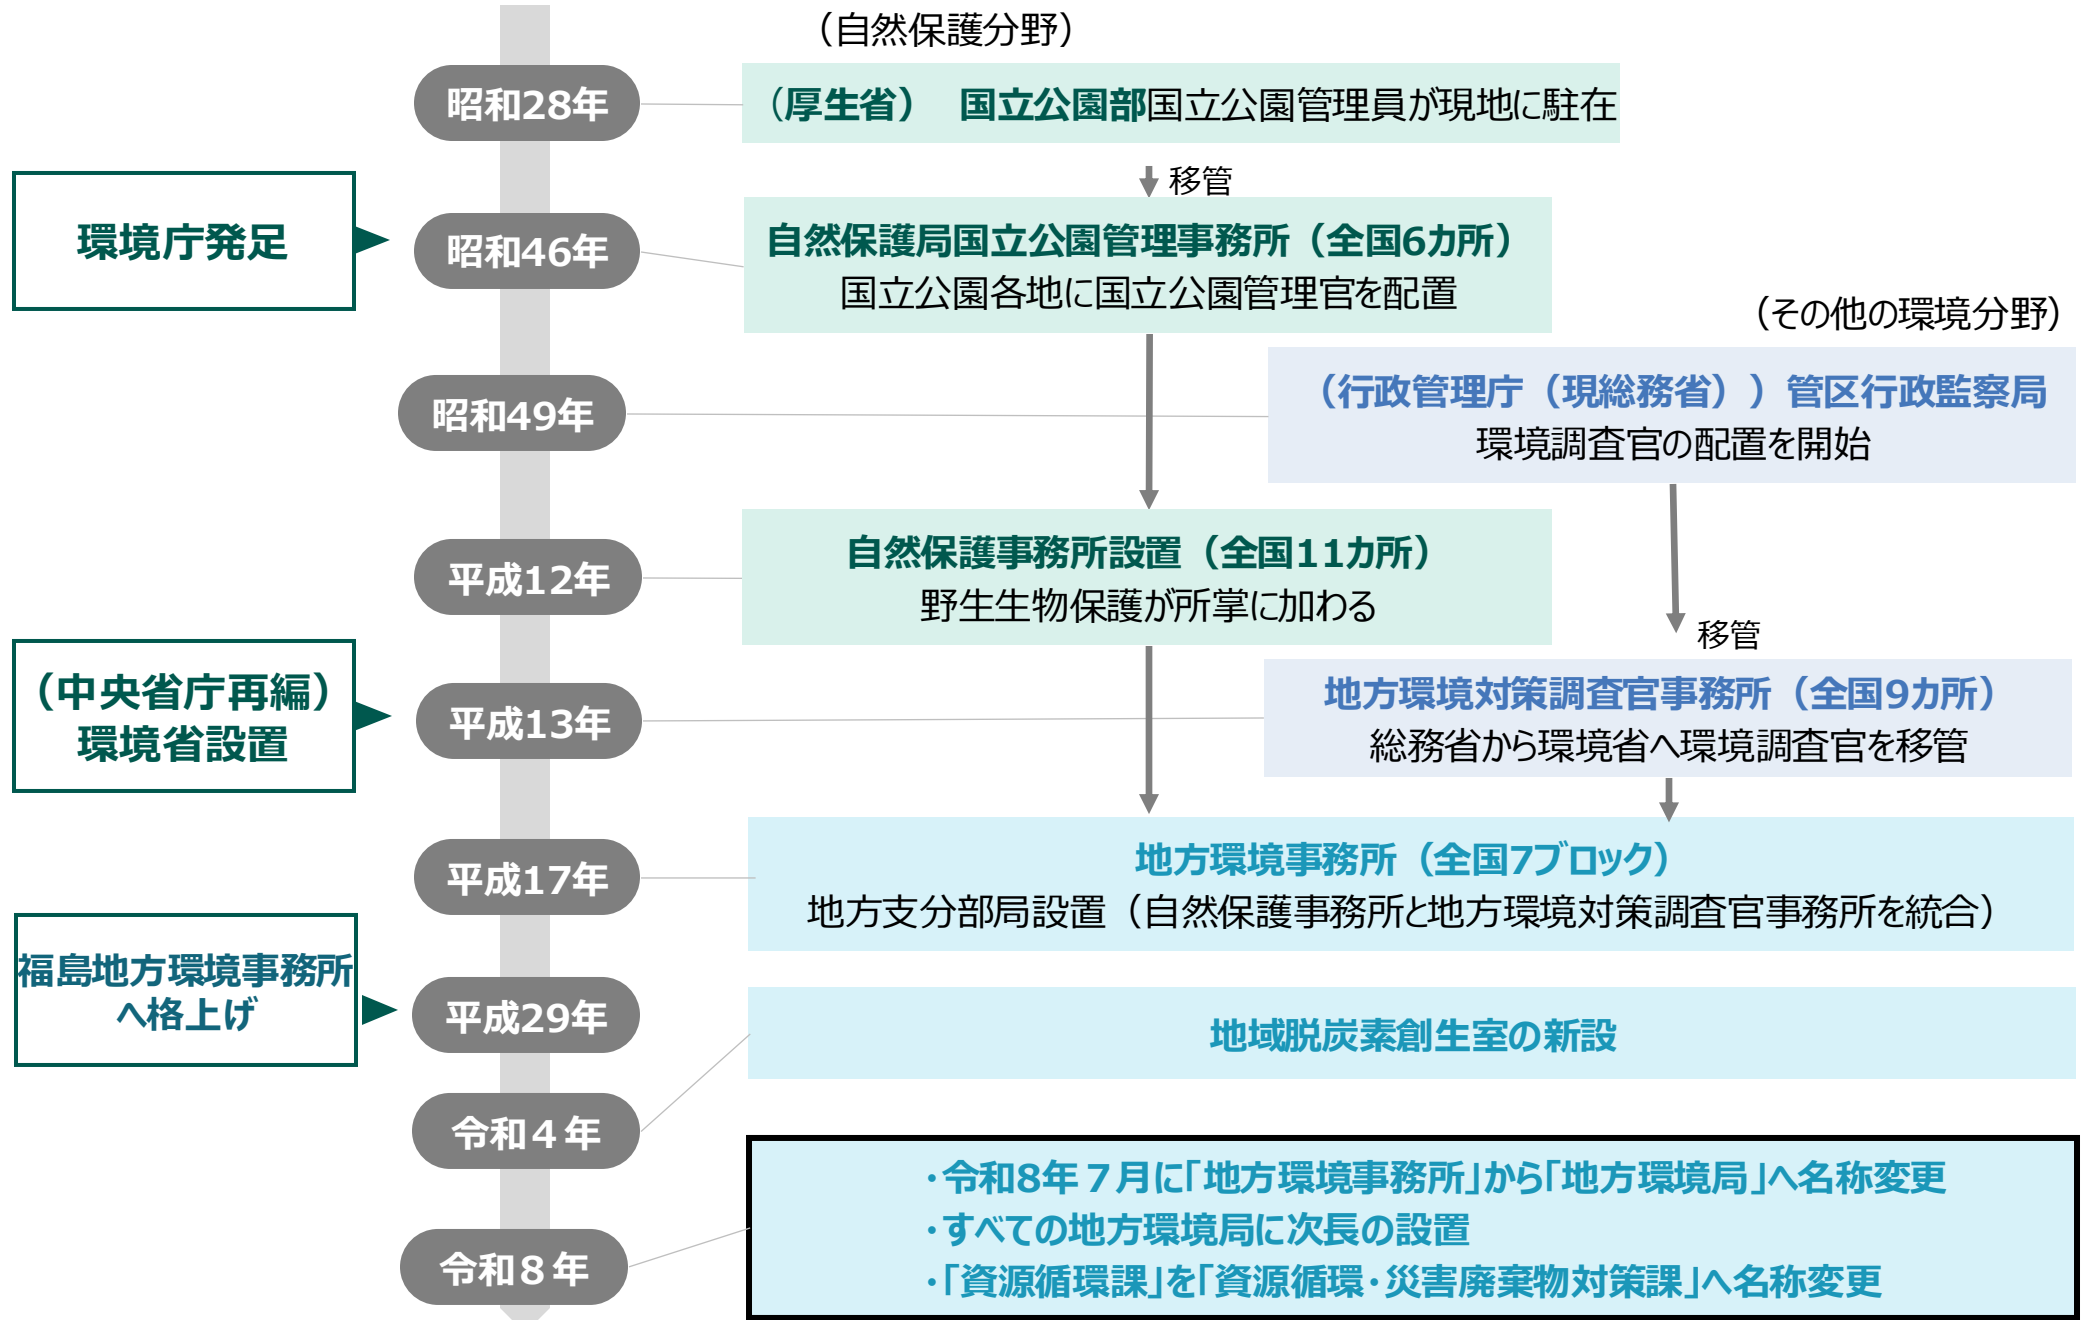 （自然保護分野）
昭和28年
（厚生省）　国立公園部国立公園管理員が現地に駐在
移管
環境庁発足
昭和46年
自然保護局国立公園管理事務所（全国6カ所）
国立公園各地に国立公園管理官を配置
（その他の環境分野）
昭和49年
（行政管理庁（現総務省））管区行政監察局
環境調査官の配置を開始
平成12年
自然保護事務所設置（全国11カ所）
野生生物保護が所掌に加わる
移管
（中央省庁再編）
環境省設置
平成13年
地方環境対策調査官事務所（全国9カ所）
総務省から環境省へ環境調査官を移管
平成17年
地方環境事務所（全国7ブロック）
地方支分部局設置（自然保護事務所と地方環境対策調査官事務所を統合）
福島地方環境事務所
へ格上げ
平成29年
地域脱炭素創生室の新設
令和４年
令和８年
・令和8年７月に「地方環境事務所」から「地方環境局」へ名称変更
・すべての地方環境局に次長の設置
・「資源循環課」を「資源循環・災害廃棄物対策課」へ名称変更